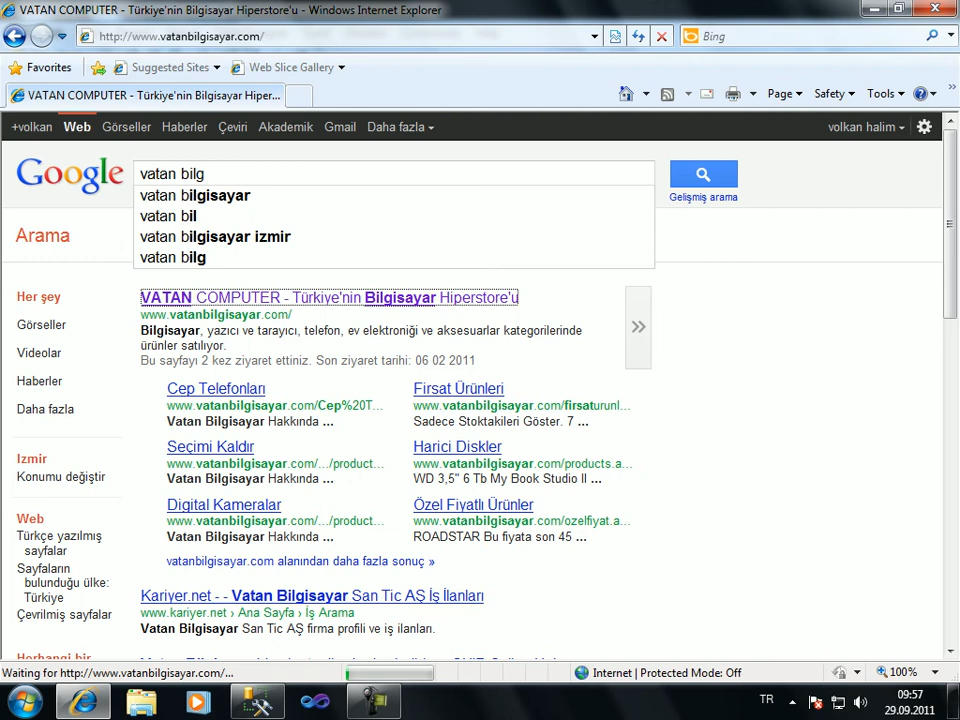 VATAN COMPUTER - Türkiye'nin Bilgisayar Hiperstore'u - Windows Internet Explorer
http://www.vatanbilgisayar.com/
Bing
Favorites Suggested Sites Web Slice Gallery
VATAN COMPUTER - Türkiye'nin Bilgisayar Hiper... Page Safety Tools
+volkan Web Görseller Haberler Çeviri Akademik Gmail Daha fazla volkan halim
Google vatan bilg
Gelişmiş arama
vatan bilgisayar
vatan bil
vatan bilgisayar izmir
vatan bilg
Arama
Her şey
Görseller
Videolar
Haberler
Daha fazla
Izmir
Konumu değiştir
Web
Türkçe yazılmış
sayfalar
Sayfaların
bulunduğu ülke:
Türkiye
Çevrilmiş sayfalar
Herhangi bir
VATAN COMPUTER - Türkiye'nin Bilgisayar Hiperstore'u
www.vatanbilgisayar.com/
Bilgisayar, yazıcı ve tarayıcı, telefon, ev elektroniği ve aksesuarlar kategorilerinde
ürünler satılıyor.
Bu sayfayı 2 kez ziyaret ettiniz. Son ziyaret tarihi: 06 02 2011
Cep Telefonları
www.vatanbilgisayar.com/Cep%20T...
Vatan Bilgisayar Hakkında ...
Fırsat Ürünleri
www.vatanbilgisayar.com/firsaturunl...
Sadece Stoktakileri Göster. 7 ...
Seçimi Kaldır
www.vatanbilgisayar.com/.../product...
Vatan Bilgisayar Hakkında ...
Harici Diskler
www.vatanbilgisayar.com/products.a...
WD 3,5" 6 Tb My Book Studio II ...
Digital Kameralar
www.vatanbilgisayar.com/.../product...
Vatan Bilgisayar Hakkında ...
Özel Fiyatlı Ürünler
www.vatanbilgisayar.com/ozelfiyat.a...
ROADSTAR Bu fiyata son 45 ...
vatanbilgisayar.com alanından daha fazla sonuç »
Kariyer.net - - Vatan Bilgisayar San Tic AŞ İş İlanları
www.kariyer.net › Ana Sayfa › İş Arama
Vatan Bilgisayar San Tic AŞ firma profili ve iş ilanları.
Waiting for http://www.vatanbilgisayar.com/... Internet | Protected Mode: Off 100%
TR 09:57
29.09.2011